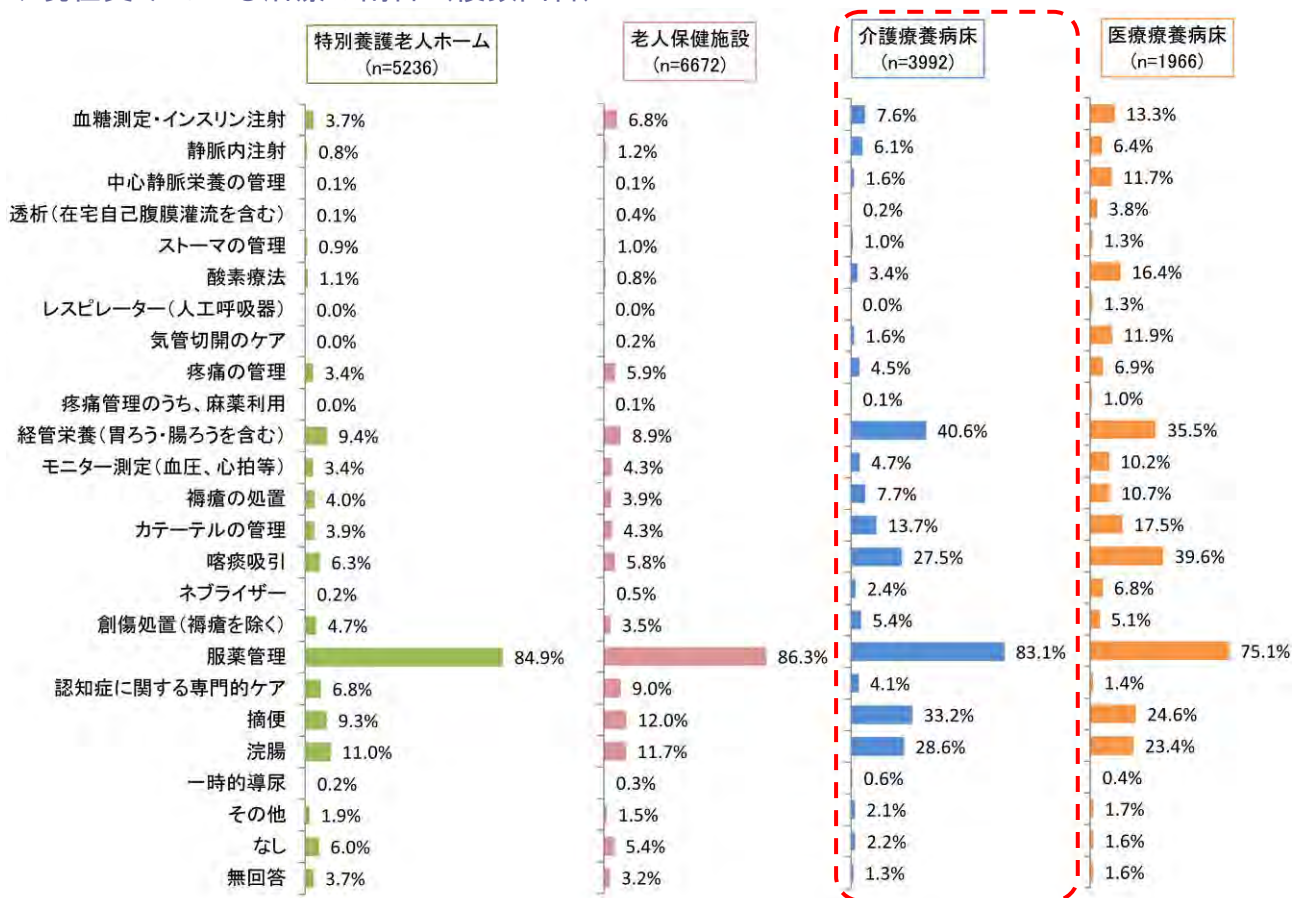 特別養護老人ホーム
(n=5236)
老人保健施設
(n=6672)
介護療養病床
(n=3992)
医療療養病床
(n=1966)
血糖測定・インスリン注射 3.7% 6.8% 7.6% 13.3%
静脈内注射 0.8% 1.2% 6.1% 6.4%
中心静脈栄養の管理 0.1% 0.1% 1.6% 11.7%
透析(在宅自己腹膜灌流を含む) 0.1% 0.4% 0.2% 3.8%
ストーマの管理 0.9% 1.0% 1.0% 1.3%
酸素療法 1.1% 0.8% 3.4% 16.4%
レスピレーター(人工呼吸器) 0.0% 0.0% 0.0% 1.3%
気管切開のケア 0.0% 0.2% 1.6% 11.9%
疼痛の管理 3.4% 5.9% 4.5% 6.9%
疼痛管理のうち、麻薬利用 0.0% 0.1% 0.1% 1.0%
経管栄養(胃ろう・腸ろうを含む) 9.4% 8.9% 40.6% 35.5%
モニター測定(血圧、心拍等) 3.4% 4.3% 4.7% 10.2%
褥瘡の処置 4.0% 3.9% 7.7% 10.7%
カテーテルの管理 3.9% 4.3% 13.7% 17.5%
喀痰吸引 6.3% 5.8% 27.5% 39.6%
ネブライザー 0.2% 0.5% 2.4% 6.8%
創傷処置(褥瘡を除く) 4.7% 3.5% 5.4% 5.1%
服薬管理 84.9% 86.3% 83.1% 75.1%
認知症に関する専門的ケア 6.8% 9.0% 4.1% 1.4%
摘便 9.3% 12.0% 33.2% 24.6%
浣腸 11.0% 11.7% 28.6% 23.4%
一時的導尿 0.2% 0.3% 0.6% 0.4%
その他 1.9% 1.5% 2.1% 1.7%
なし 6.0% 5.4% 2.2% 1.6%
無回答 3.7% 3.2% 1.3% 1.6%